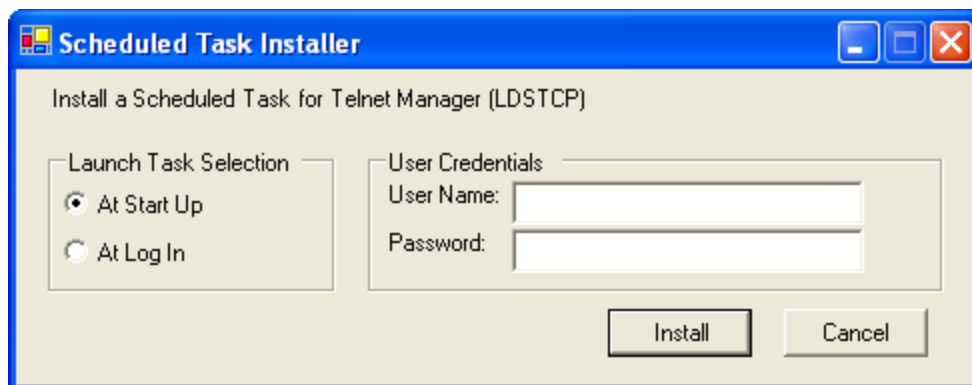 Scheduled Task Installer
Install a Scheduled Task for Telnet Manager (LDSTCP)
Launch Task Selection
At Start Up
At Log In
User Credentials
User Name:
Password:
Install
Cancel